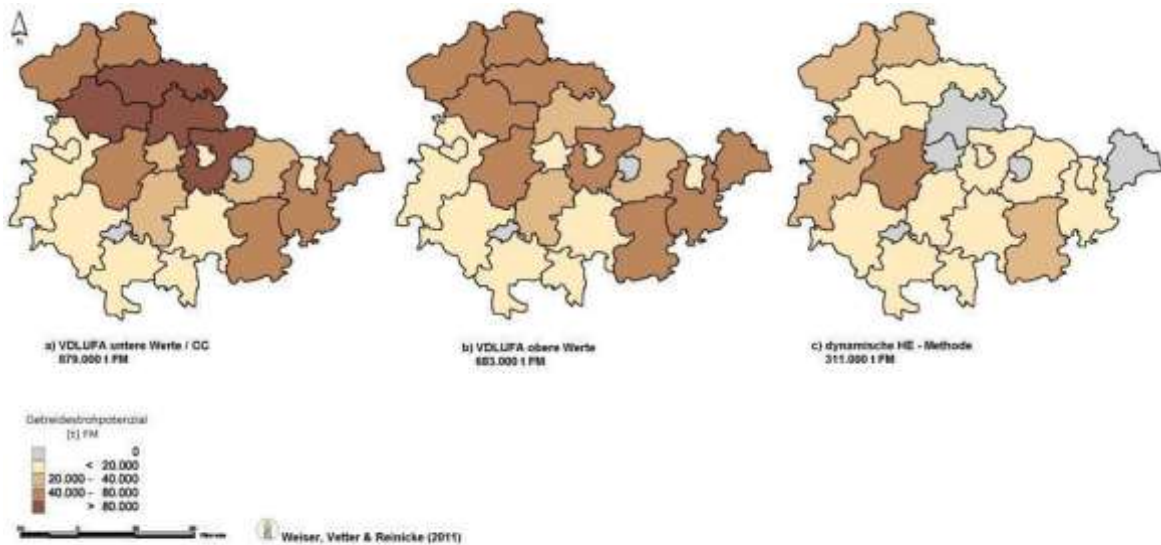 N
a) VDLUFA untere Werte / CC
879.000 t FM
b) VDLUFA obere Werte
683.000 t FM
c) dynamische HE - Methode
311.000 t FM
Getreidestrohpotenzial
[t] FM
0
< 20.000
20.000 - 40.000
40.000 - 80.000
> 80.000
Weiser, Vetter & Reinicke (2011)